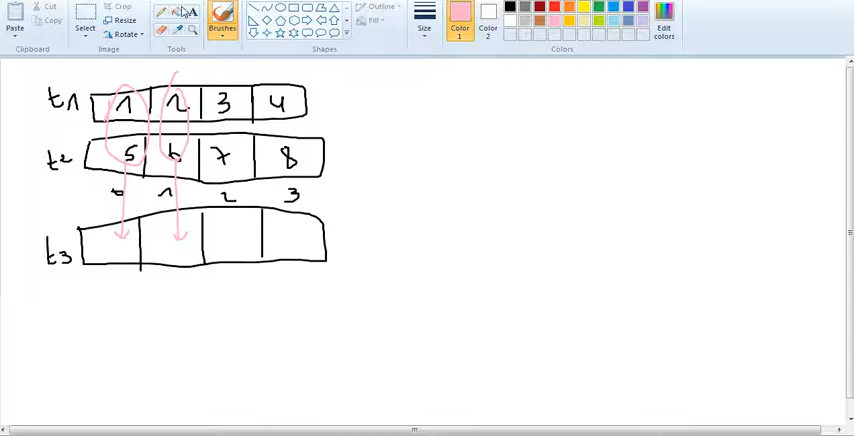 Cut
Copy
Paste
Clipboard
Crop
Resize
Rotate
Select
Image
A
Tools
Brushes
Outline
Fill
Shapes
Size
Color 1
Color 2
Edit colors
Colors
t1 1 2 3 4
t2 5 6 7 8
0 1 2 3
t3